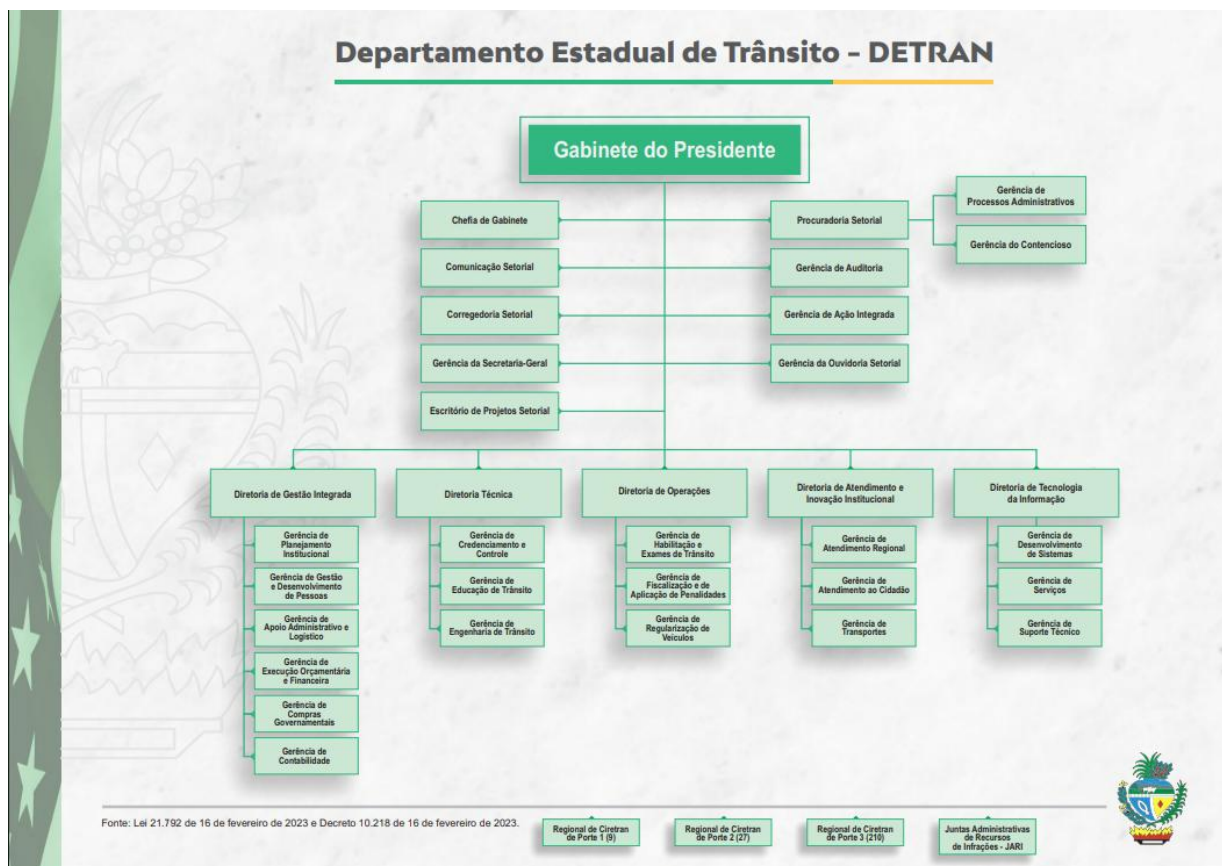 Departamento Estadual de Trânsito - DETRAN
Gabinete do Presidente
Chefia de Gabinete
Procuradoria Setorial
Gerência de
Processos Administrativos
Gerência do Contencioso
Comunicação Setorial
Gerência de Auditoria
Corregedoria Setorial
Gerência de Ação Integrada
Gerência da Secretaria-Geral
Gerência da Ouvidoria Setorial
Escritório de Projetos Setorial
Diretoria de Gestão Integrada
Gerência de
Planejamento
Institucional
Gerência de Gestão
e Desenvolvimento
de Pessoas
Gerência de
Apoio Administrativo e
Logístico
Gerência de
Execução Orçamentária
e Financeira
Gerência de
Compras
Governamentais
Gerência de
Contabilidade
Diretoria Técnica
Gerência de
Credenciamento e
Controle
Gerência de
Educação de Trânsito
Gerência de
Engenharia de Trânsito
Diretoria de Operações
Gerência de
Habilitação e
Exames de Trânsito
Gerência de
Fiscalização e de
Aplicação de Penalidades
Gerência de
Regularização de
Veículos
Diretoria de Atendimento e
Inovação Institucional
Gerência de
Atendimento Regional
Gerência de
Atendimento ao Cidadão
Gerência de
Transportes
Diretoria de Tecnologia
da Informação
Gerência de
Desenvolvimento
de Sistemas
Gerência de
Serviços
Gerência de
Suporte Técnico
Fonte: Lei 21.792 de 16 de fevereiro de 2023 e Decreto 10.218 de 16 de fevereiro de 2023.
Regional de Ciretran
de Porte 1 (9)
Regional de Ciretran
de Porte 2 (27)
Regional de Ciretran
de Porte 3 (210)
Juntas Administrativas
de Recursos
de Infrações - JARI